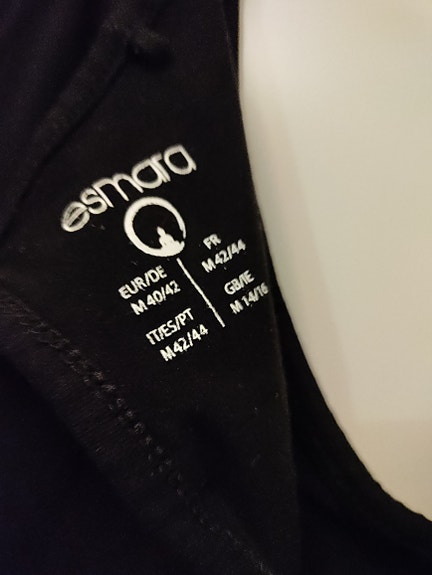 esmara
EUR/DE
M 40/42
IT/ES/PT
M 42/44
FR
M 42/44
GB/IE
M 14/16